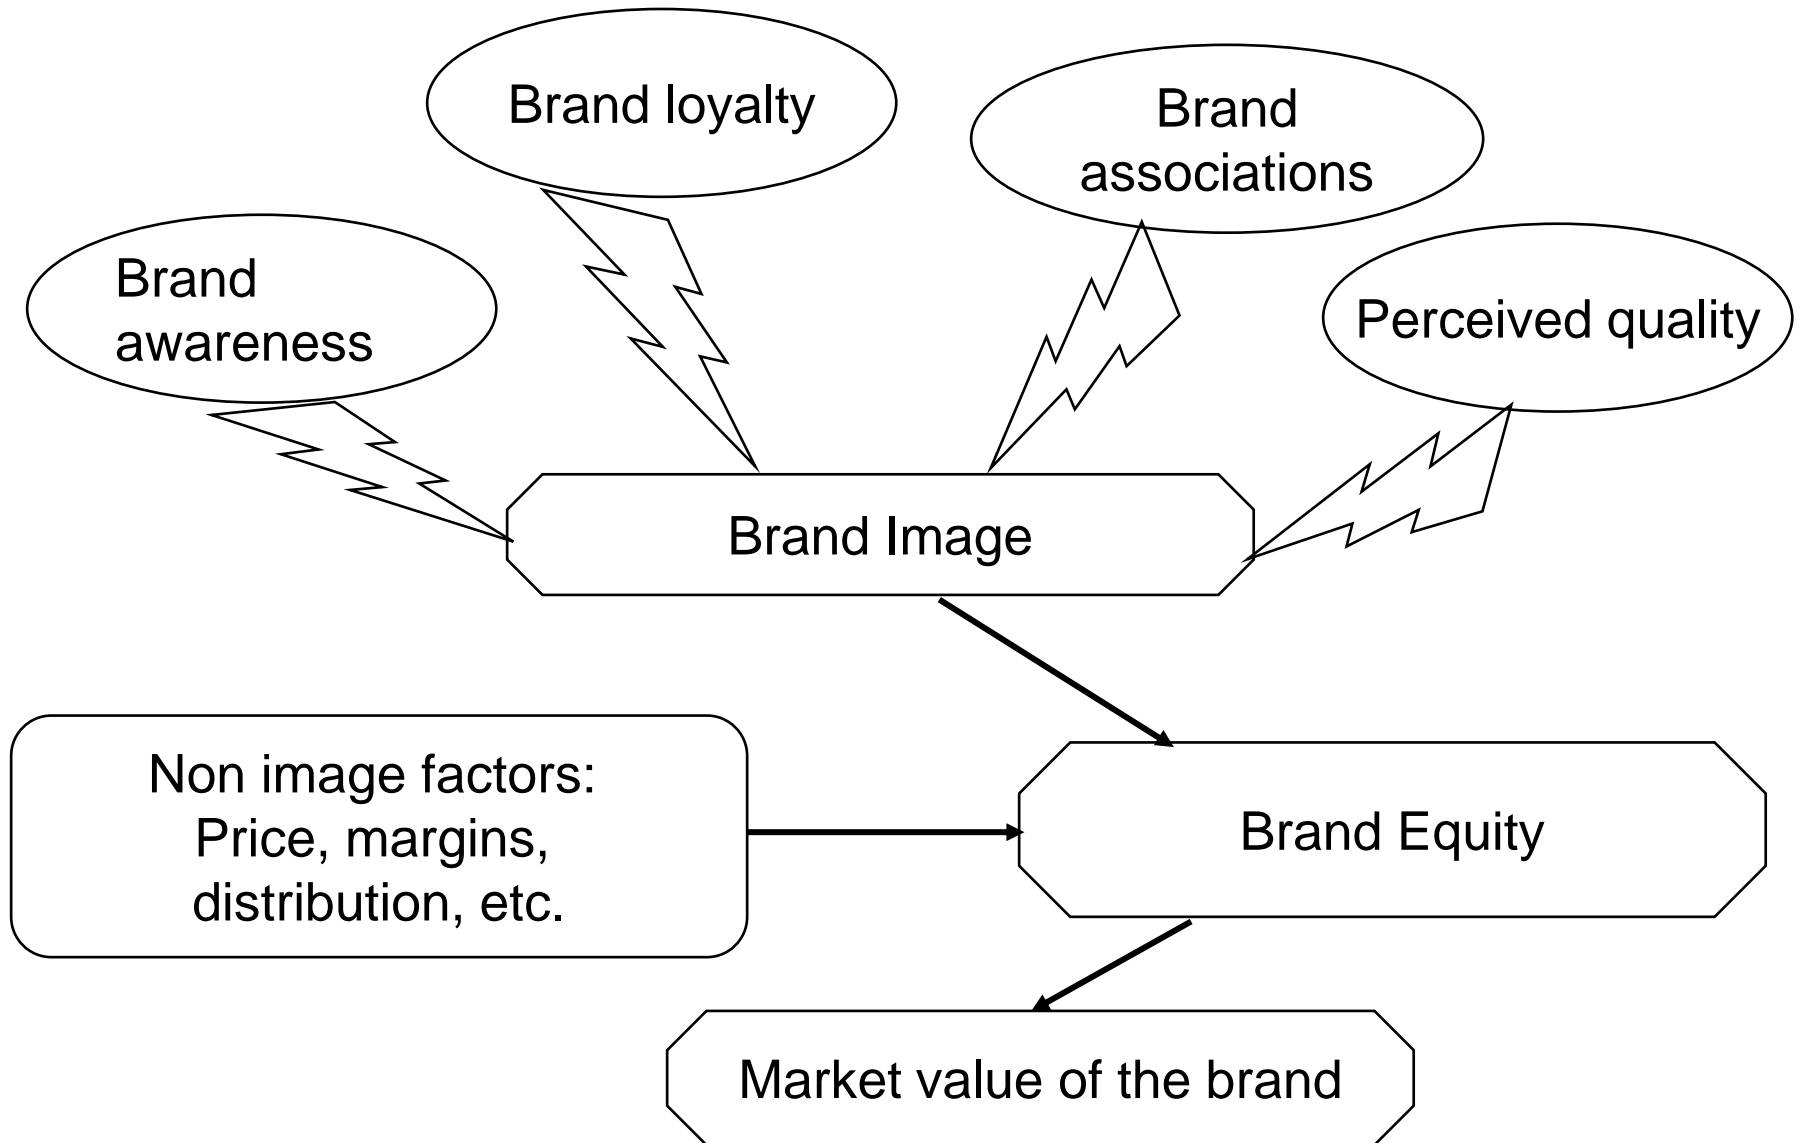 Brand loyalty
Brand
associations
Brand
awareness
Perceived quality
Brand Image
Non image factors:
Price, margins,
distribution, etc.
Brand Equity
Market value of the brand